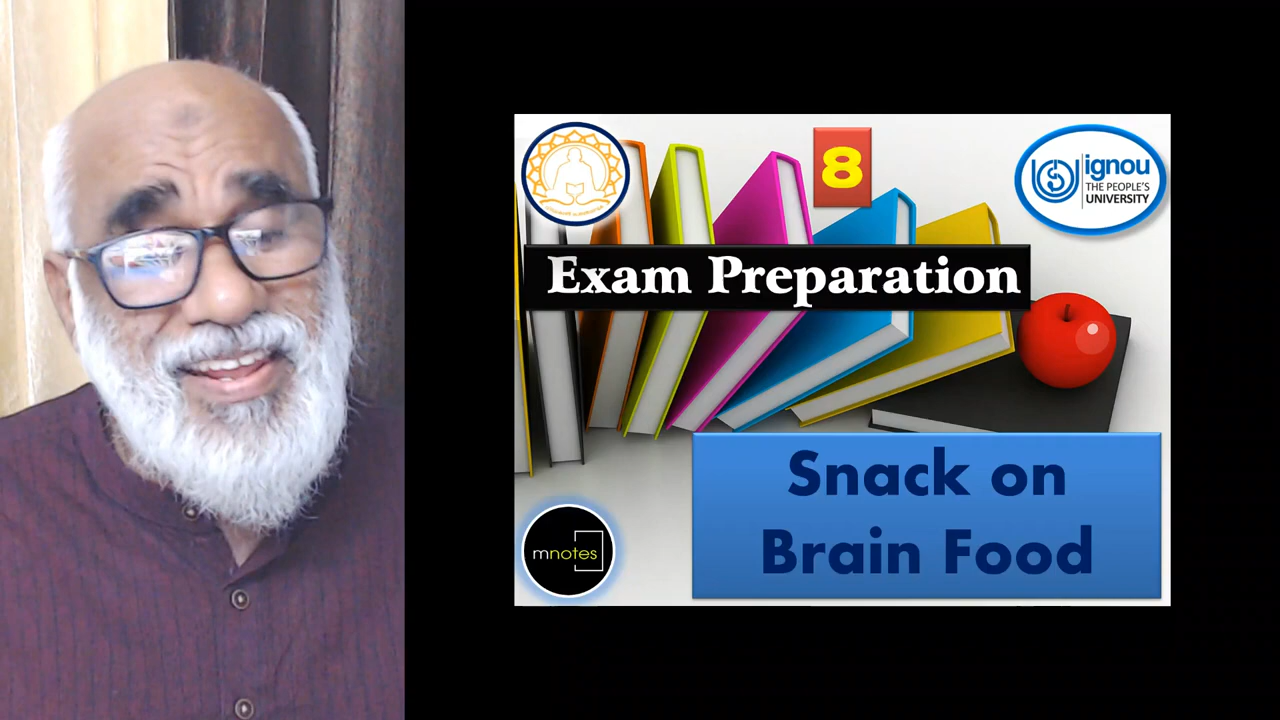 8
ignou
THE PEOPLE'S
UNIVERSITY
Exam Preparation
Snack on
Brain Food
mnotes